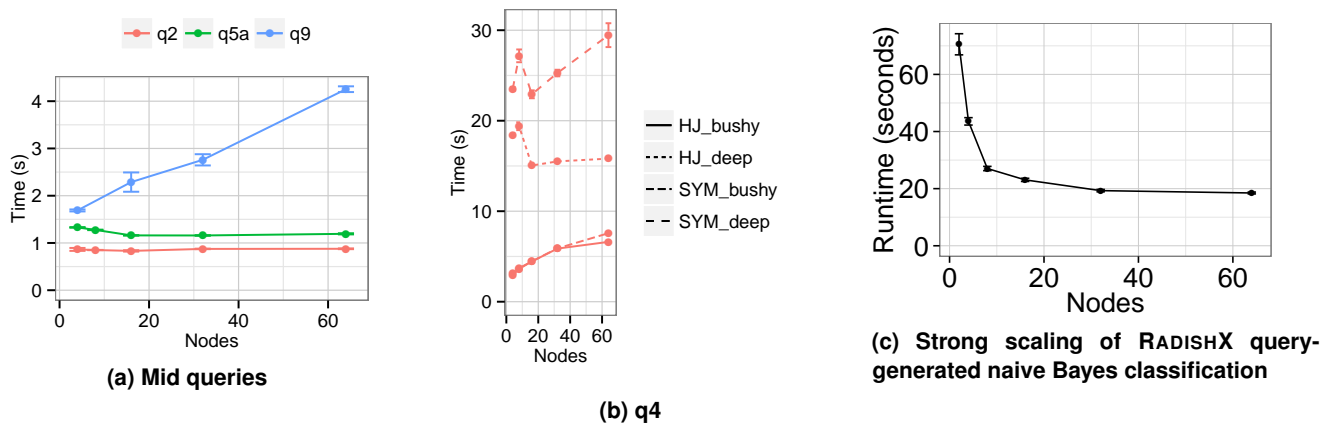 q2 q5a q9
Time (s)
4
3
2
1
0
0 20 40 60
Nodes
(a) Mid queries
Time (s)
30
20
10
0
0 20 40 60
Nodes
HJ_bushy
HJ_deep
SYM_bushy
SYM_deep
(b) q4
Runtime (seconds)
60
40
20
0
0 20 40 60
Nodes
(c) Strong scaling of RADISHX query-
generated naive Bayes classification